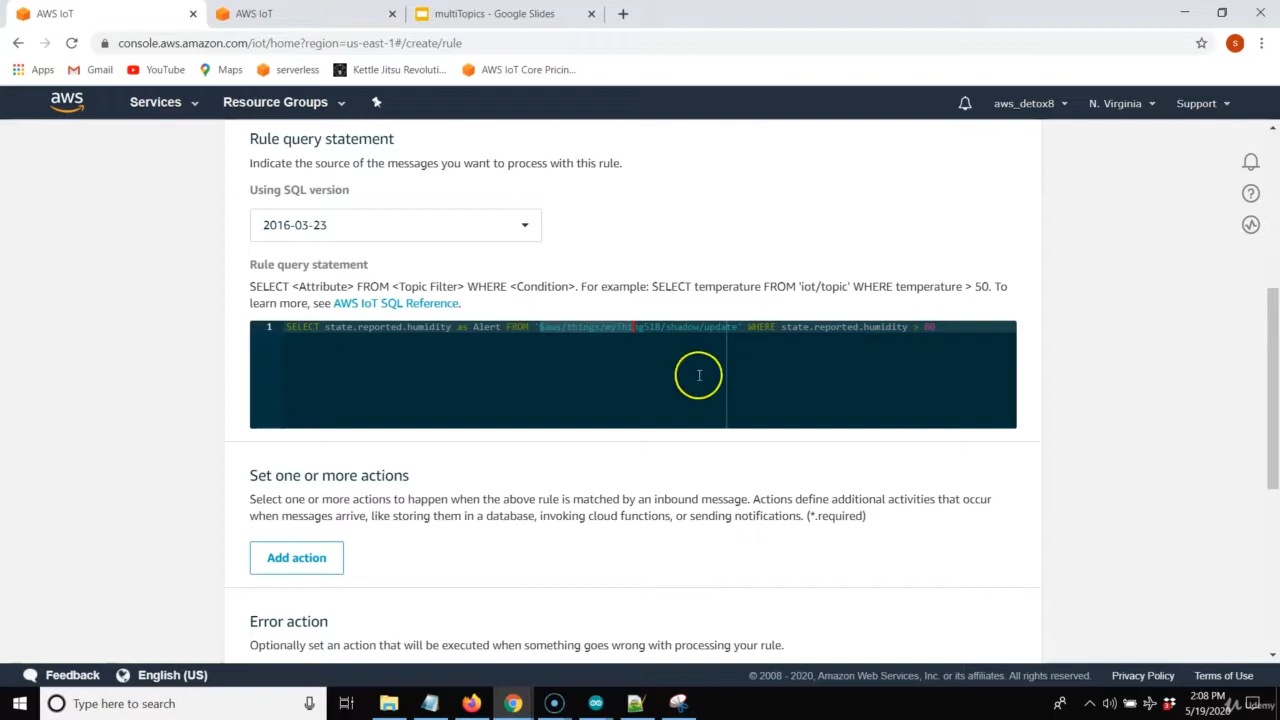 AWS IoT
AWS IoT
multiTopics - Google Slides
console.aws.amazon.com/iot/home?region=us-east-1#/create/rule
S
Apps
Gmail
YouTube
Maps
serverless
Kettle Jitsu Revoluti...
AWS IoT Core Pricin...
aws
Services
Resource Groups
aws_detox8
N. Virginia
Support
Rule query statement
Indicate the source of the messages you want to process with this rule.
Using SQL version
2016-03-23
Rule query statement
SELECT <Attribute> FROM <Topic Filter> WHERE <Condition>. For example: SELECT temperature FROM 'iot/topic' WHERE temperature > 50. To
learn more, see AWS IoT SQL Reference.
1 SELECT state.reported.humidity as Alert FROM '$aws/things/myThing518/shadow/update' WHERE state.reported.humidity > 80
Set one or more actions
Select one or more actions to happen when the above rule is matched by an inbound message. Actions define additional activities that occur
when messages arrive, like storing them in a database, invoking cloud functions, or sending notifications. (*.required)
Add action
Error action
Optionally set an action that will be executed when something goes wrong with processing your rule.
Feedback
English (US)
© 2008 - 2020, Amazon Web Services, Inc. or its affiliates. All rights reserved.
Privacy Policy
Terms of Use
Type here to search
2:08 PM
5/19/2020
Udemy